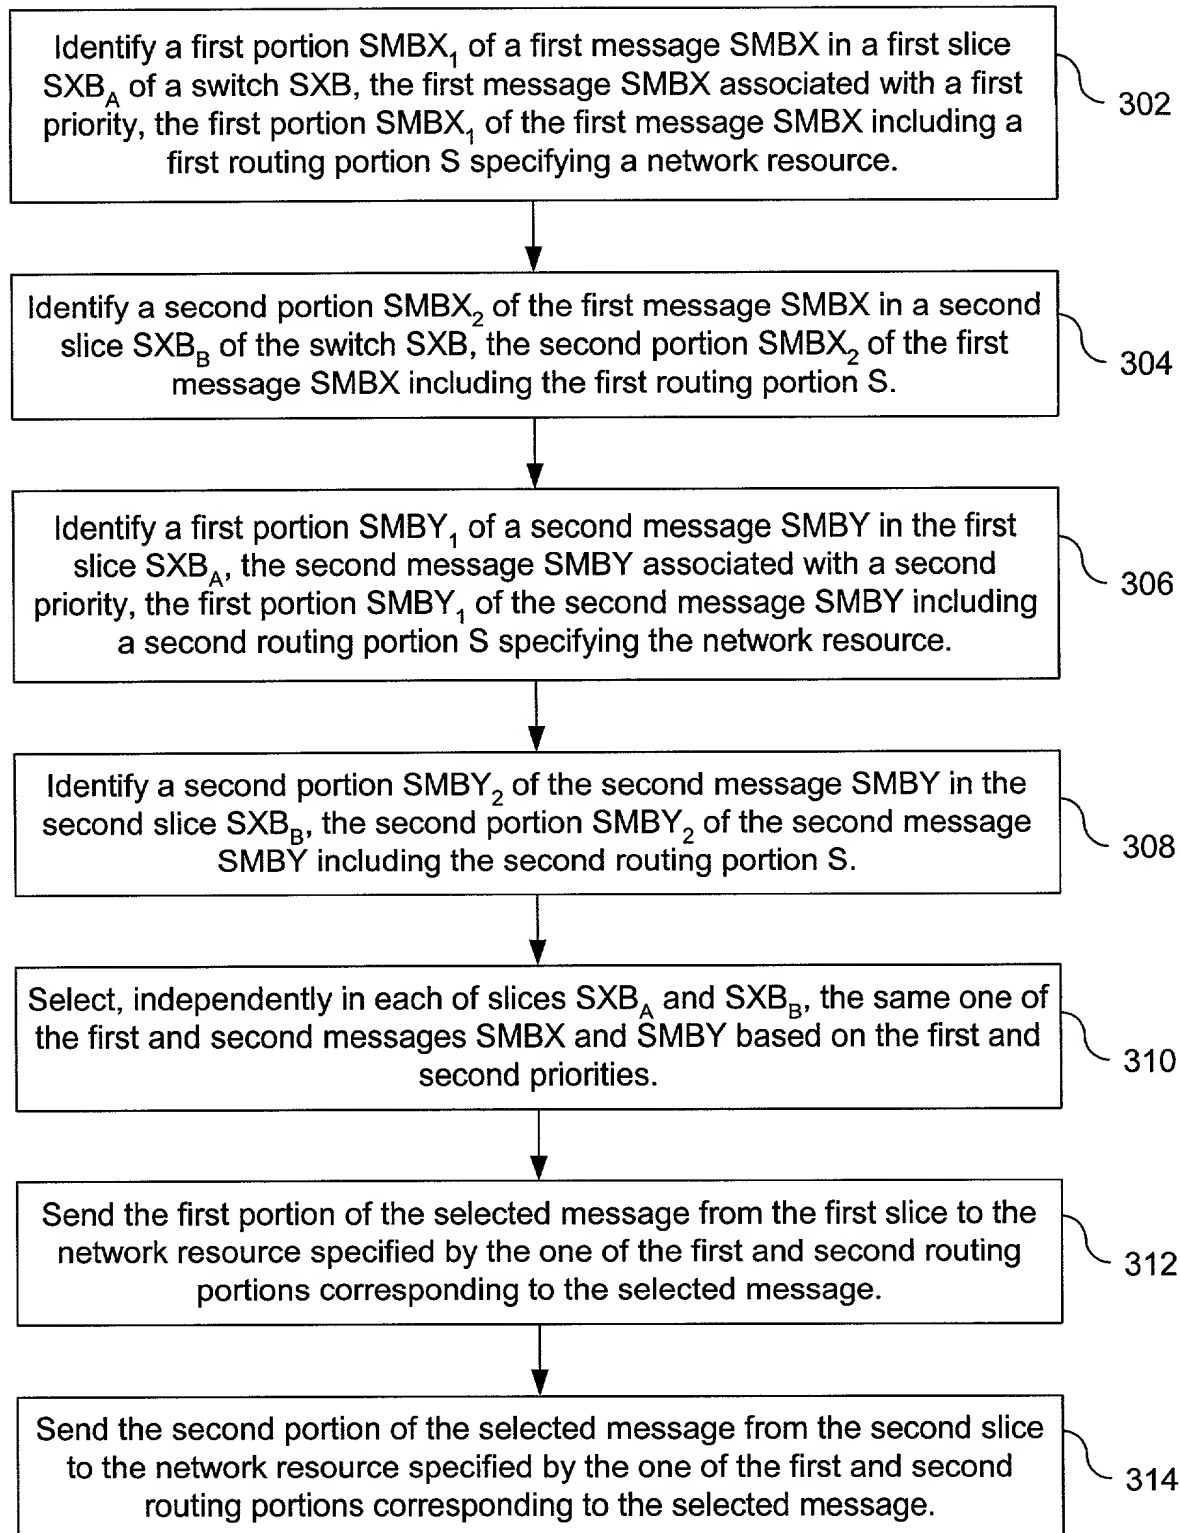 Identify a first portion SMBX₁ of a first message SMBX in a first slice
SXB_A of a switch SXB, the first message SMBX associated with a first
priority, the first portion SMBX₁ of the first message SMBX including a
first routing portion S specifying a network resource.
302
Identify a second portion SMBX₂ of the first message SMBX in a second
slice SXB_B of the switch SXB, the second portion SMBX₂ of the first
message SMBX including the first routing portion S.
304
Identify a first portion SMBY₁ of a second message SMBY in the first
slice SXB_A, the second message SMBY associated with a second
priority, the first portion SMBY₁ of the second message SMBY including
a second routing portion S specifying the network resource.
306
Identify a second portion SMBY₂ of the second message SMBY in the
second slice SXB_B, the second portion SMBY₂ of the second message
SMBY including the second routing portion S.
308
Select, independently in each of slices SXB_A and SXB_B, the same one of
the first and second messages SMBX and SMBY based on the first and
second priorities.
310
Send the first portion of the selected message from the first slice to the
network resource specified by the one of the first and second routing
portions corresponding to the selected message.
312
Send the second portion of the selected message from the second slice
to the network resource specified by the one of the first and second
routing portions corresponding to the selected message.
314